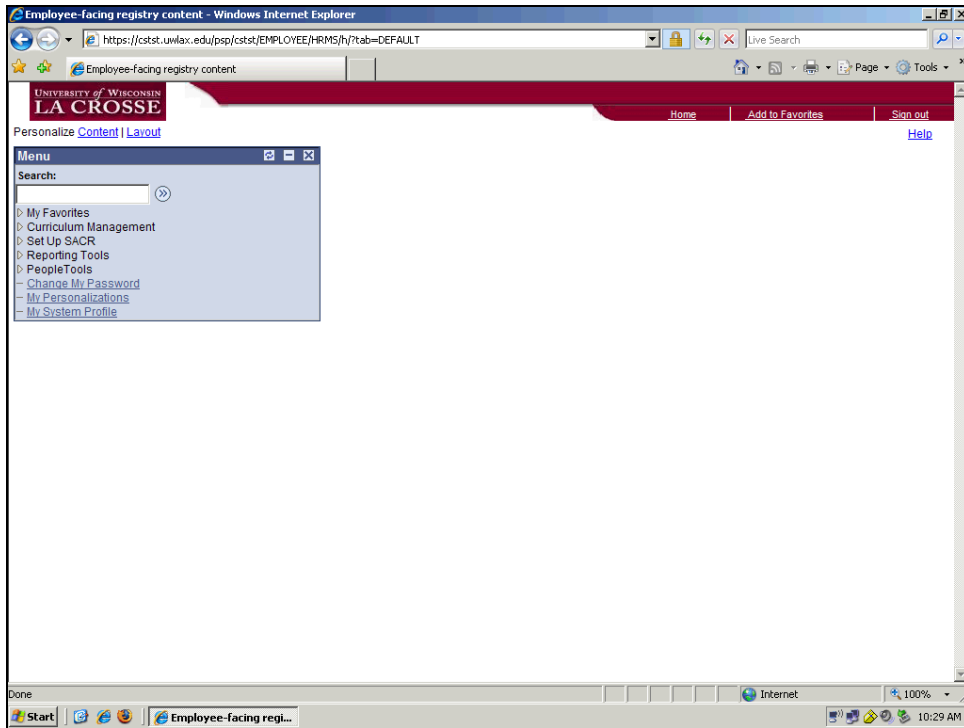 Employee-facing registry content - Windows Internet Explorer
https://cstst.uwlax.edu/psp/cstst/EMPLOYEE/HRMS/h/?tab=DEFAULT
Live Search
Employee-facing registry content
Page
Tools
UNIVERSITY of WISCONSIN
LA CROSSE
Home
Add to Favorites
Sign out
Personalize Content | Layout
Help
Menu
Search:
My Favorites
Curriculum Management
Set Up SACR
Reporting Tools
PeopleTools
Change My Password
My Personalizations
My System Profile
Done
Internet
100%
Start
Employee-facing regi...
10:29 AM